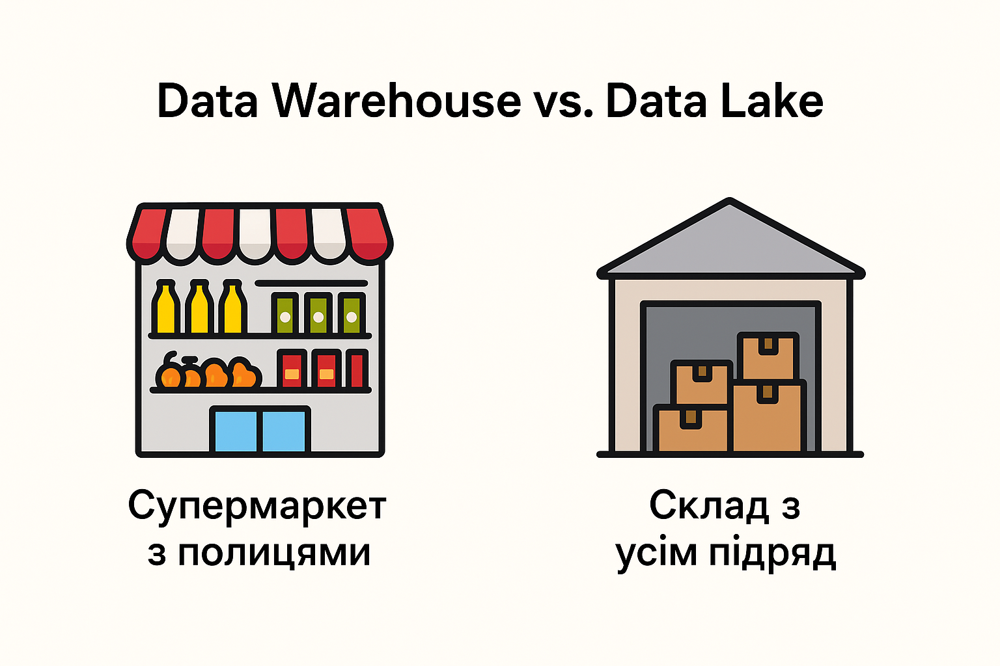 Data Warehouse vs. Data Lake
Супермаркет
з полицями
Склад з
усім підряд